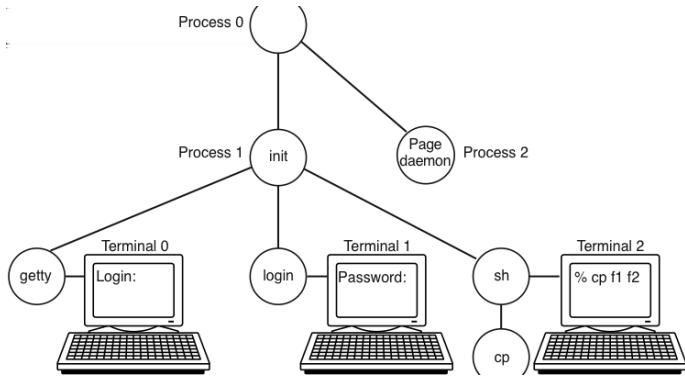 Process 0
Process 1
init
Page
daemon
Process 2
Terminal 0
Terminal 1
Terminal 2
getty
Login:
login
Password:
sh
% cp f1 f2
cp